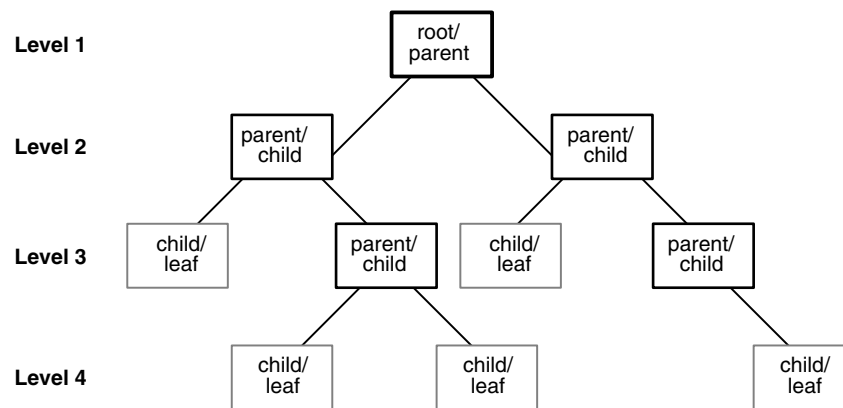 Level 1
root/
parent
Level 2
parent/
child
parent/
child
Level 3
child/
leaf
parent/
child
child/
leaf
parent/
child
Level 4
child/
leaf
child/
leaf
child/
leaf